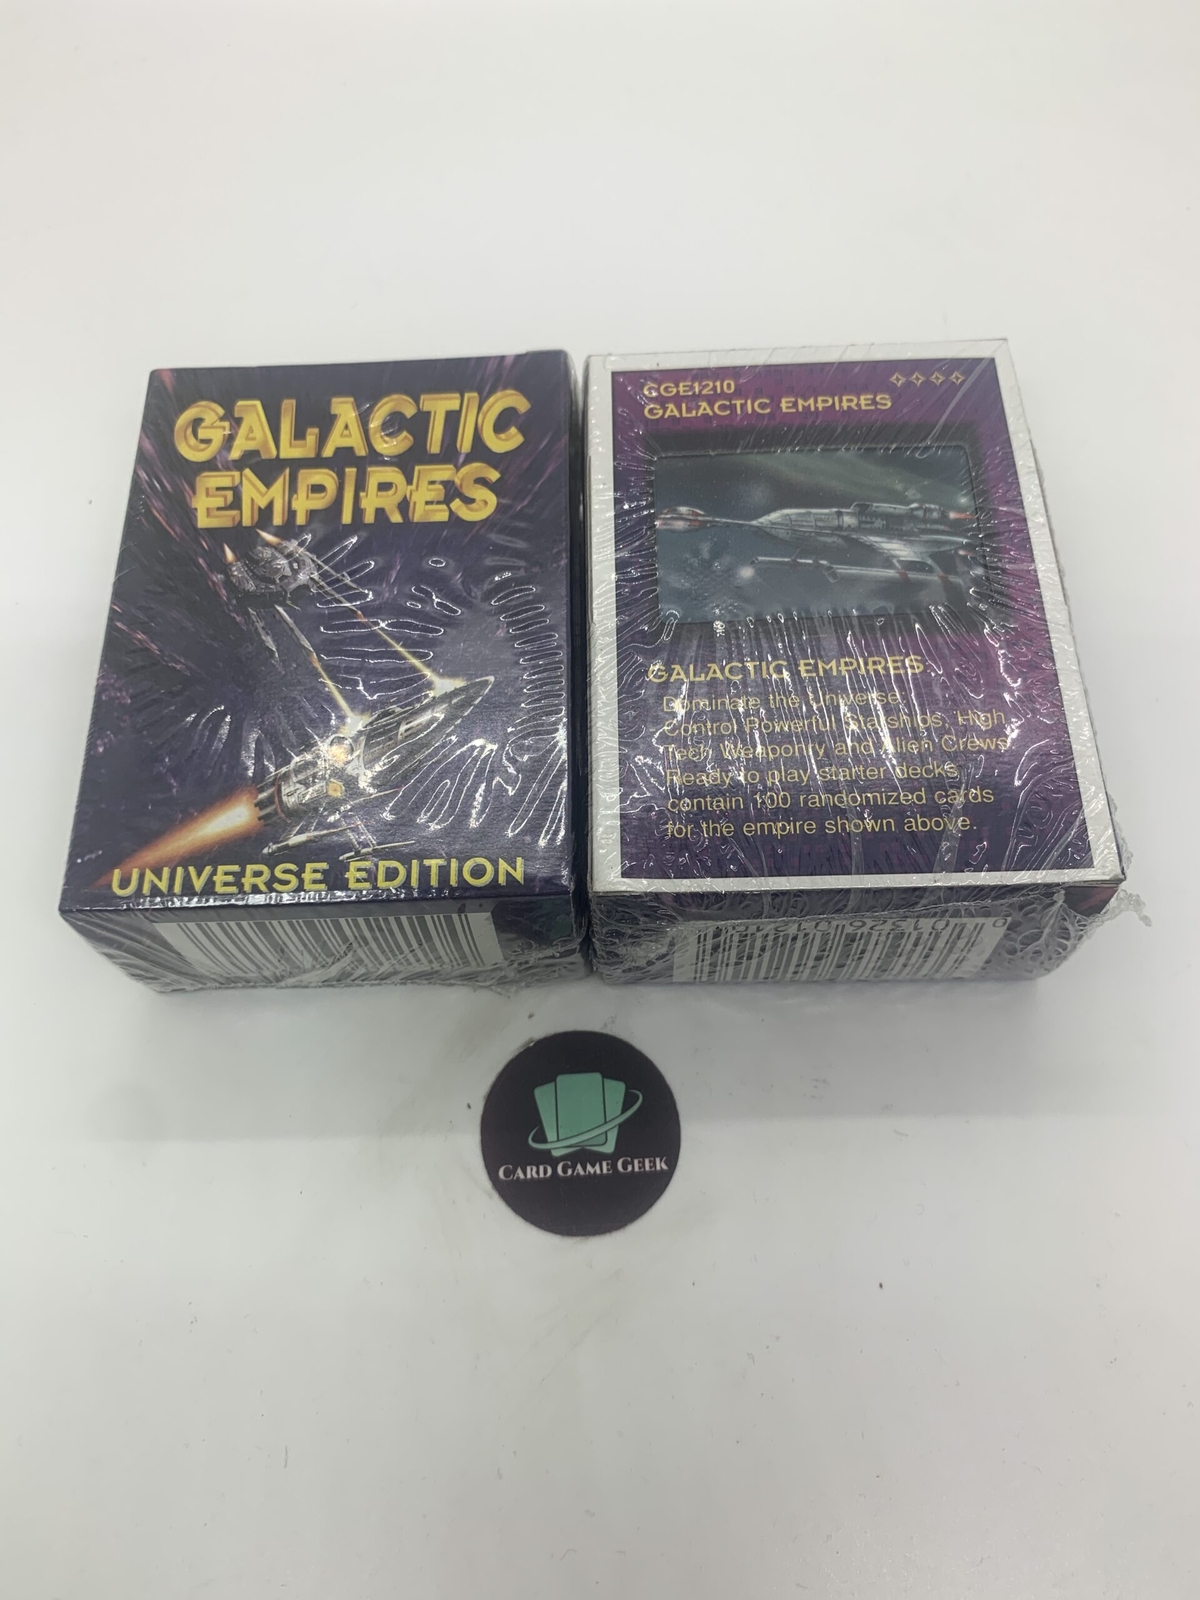 GALACTIC
EMPIRES
UNIVERSE EDITION
CGE1210
GALACTIC EMPIRES
GALACTIC EMPIRES
Dominate the Universe.
Control Powerful Starships, High
Tech Weaponry and Alien Crews
Ready to play starter decks
contain 100 randomized cards
for the empire shown above.
CARD GAME GEEK